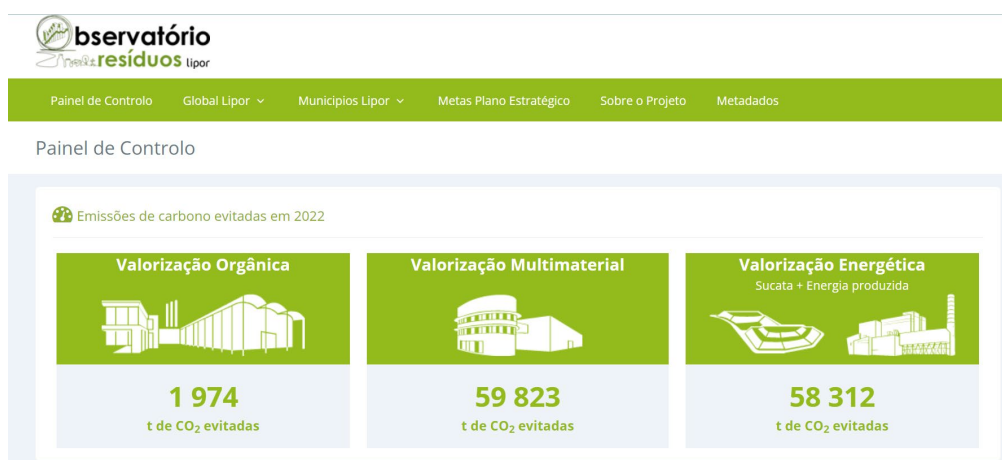 Observatório
resíduos lipor
Painel de Controlo Global Lipor Municipios Lipor Metas Plano Estratégico Sobre o Projeto Metadados
Painel de Controlo
Emissões de carbono evitadas em 2022
Valorização Orgânica Valorização Multimaterial Valorização Energética
Sucata + Energia produzida
1 974 59 823 58 312
t de CO₂ evitadas t de CO₂ evitadas t de CO₂ evitadas